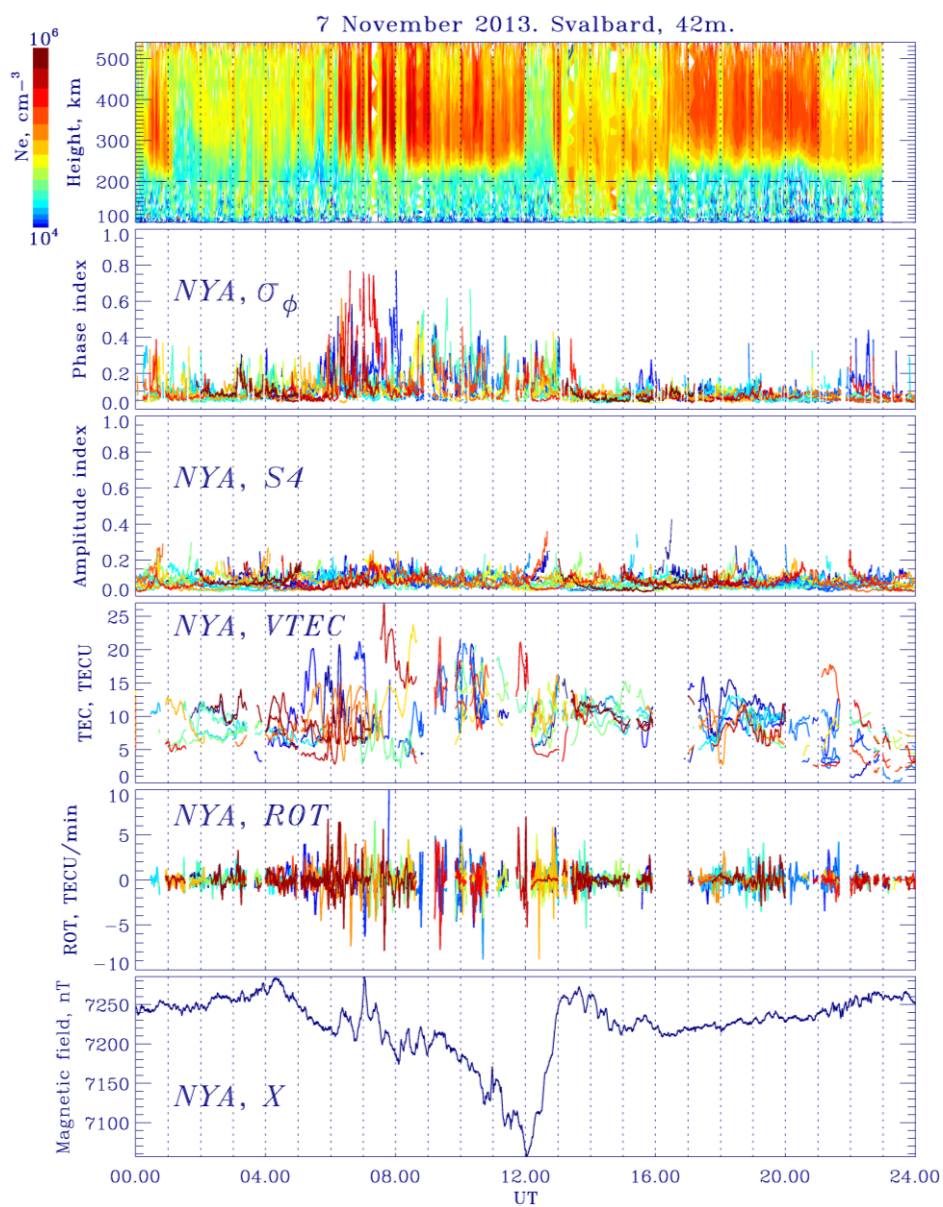 7 November 2013. Svalbard, 42m.
10⁶
10⁴
Ne, cm⁻³
Height, km
500
400
300
200
100
Phase index
1.0
0.8
0.6
0.4
0.2
0.0
NYA, σ_ϕ
Amplitude index
1.0
0.8
0.6
0.4
0.2
0.0
NYA, S4
TEC, TECU
25
20
15
10
5
0
NYA, VTEC
ROT, TECU/min
10
5
0
−5
−10
NYA, ROT
Magnetic field, nT
7250
7200
7150
7100
NYA, X
00.00 04.00 08.00 12.00 16.00 20.00 24.00
UT